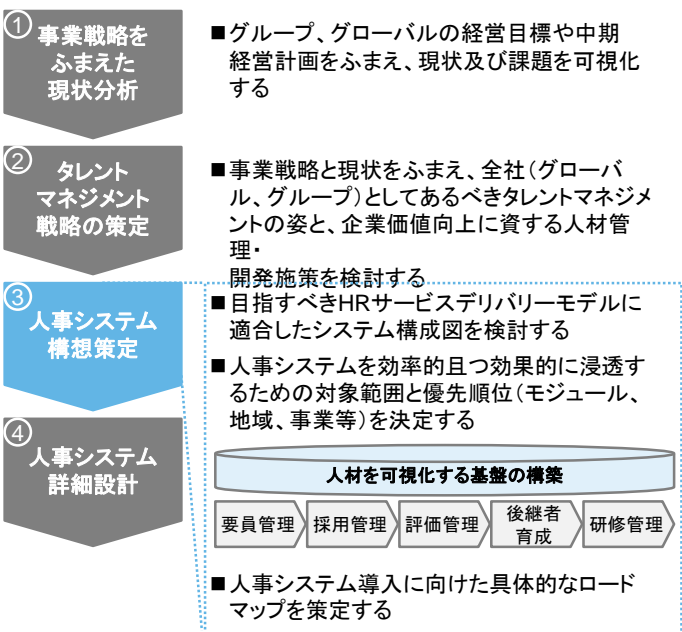 ①
事業戦略を
ふまえた
現状分析
■グループ、グローバルの経営目標や中期
経営計画をふまえ、現状及び課題を可視化
する
②
タレント
マネジメント
戦略の策定
■事業戦略と現状をふまえ、全社（グローバ
ル、グループ）としてあるべきタレントマネジメ
ントの姿と、企業価値向上に資する人材管
理・
開発施策を検討する
③
人事システム
構想策定
■目指すべきHRサービスデリバリーモデルに
適合したシステム構成図を検討する
■人事システムを効率的且つ効果的に浸透す
るための対象範囲と優先順位（モジュール、
地域、事業等）を決定する
④
人事システム
詳細設計
人材を可視化する基盤の構築
要員管理
採用管理
評価管理
後継者
育成
研修管理
■人事システム導入に向けた具体的なロード
マップを策定する